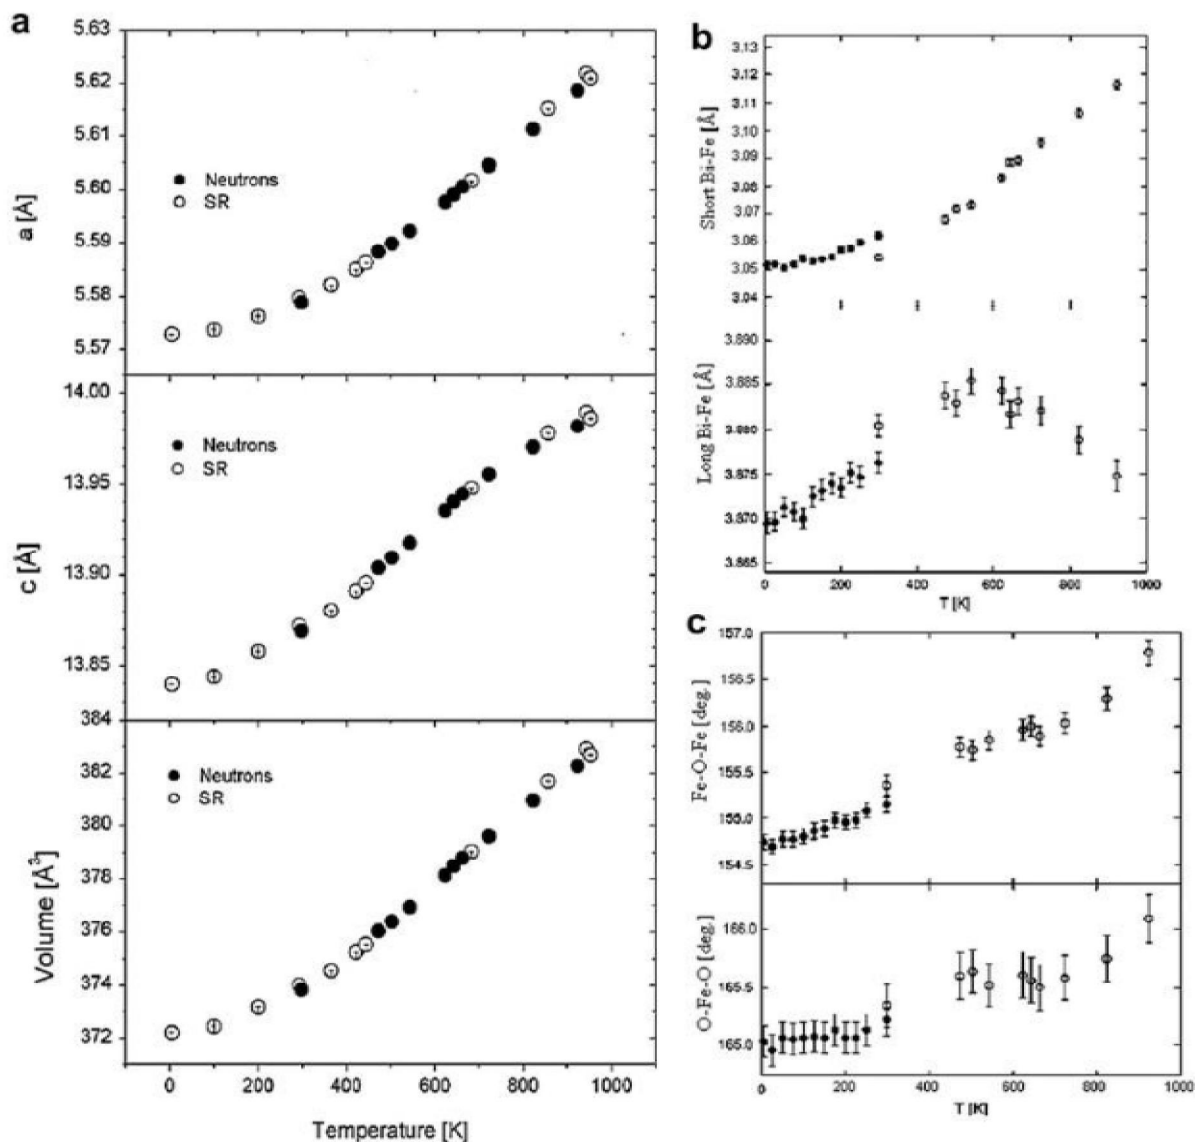 a
5.63
5.62
5.61
5.60
5.59
5.58
5.57
a [Å]
Neutrons
SR
14.00
13.95
13.90
13.85
c [Å]
Neutrons
SR
384
382
380
378
376
374
372
Volume [Å³]
Neutrons
SR
0 200 400 600 800 1000
Temperature [K]
b
3.13
3.12
3.11
3.10
3.09
3.08
3.07
3.06
3.05
3.04
Short Bi-Fe [Å]
3.890
3.885
3.880
3.875
3.870
3.865
Long Bi-Fe [Å]
0 200 400 600 800 1000
T [K]
c
157.0
156.5
156.0
155.5
155.0
154.5
Fe-O-Fe [deg.]
166.0
165.5
165.0
O-Fe-O [deg.]
0 200 400 600 800 1000
T [K]